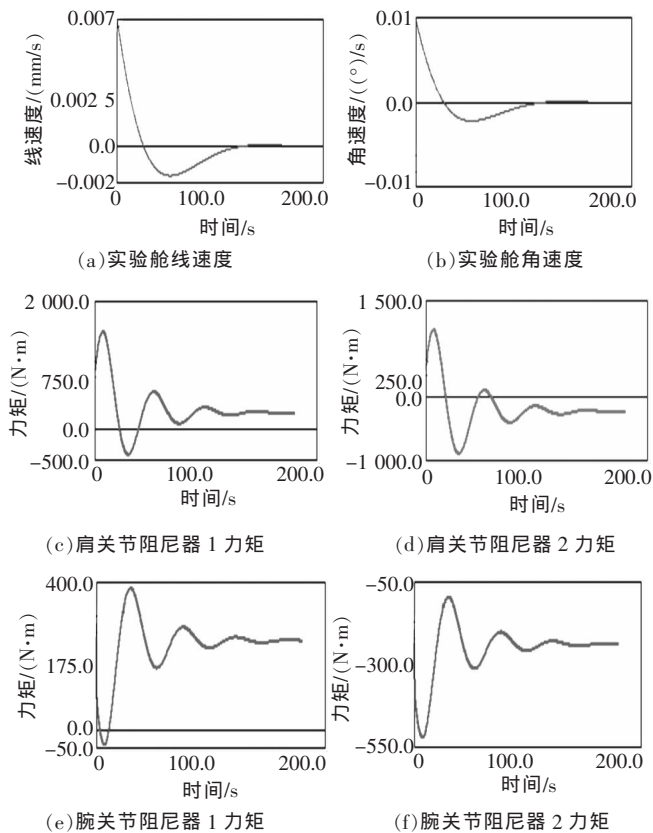 0.007
0.002 5
0.0
-0.002
线速度/(mm/s)
0
100.0
200.0
时间/s
(a)实验舱线速度
0.01
0.0
-0.01
角速度/((°)/s)
0
100.0
200.0
时间/s
(b)实验舱角速度
2 000.0
750.0
0.0
-500.0
力矩/(N·m)
0
100.0
200.0
时间/s
(c)肩关节阻尼器 1 力矩
1 500
250.0
0.0
-1 000.0
力矩/(N·m)
0
100.0
200.0
时间/s
(d)肩关节阻尼器 2 力矩
400.0
175.0
0.0
-50.0
力矩/(N·m)
0
100.0
200.0
时间/s
(e)腕关节阻尼器 1 力矩
-50.0
-300.0
-550.0
力矩/(N·m)
0
100.0
200.0
时间/s
(f)腕关节阻尼器 2 力矩